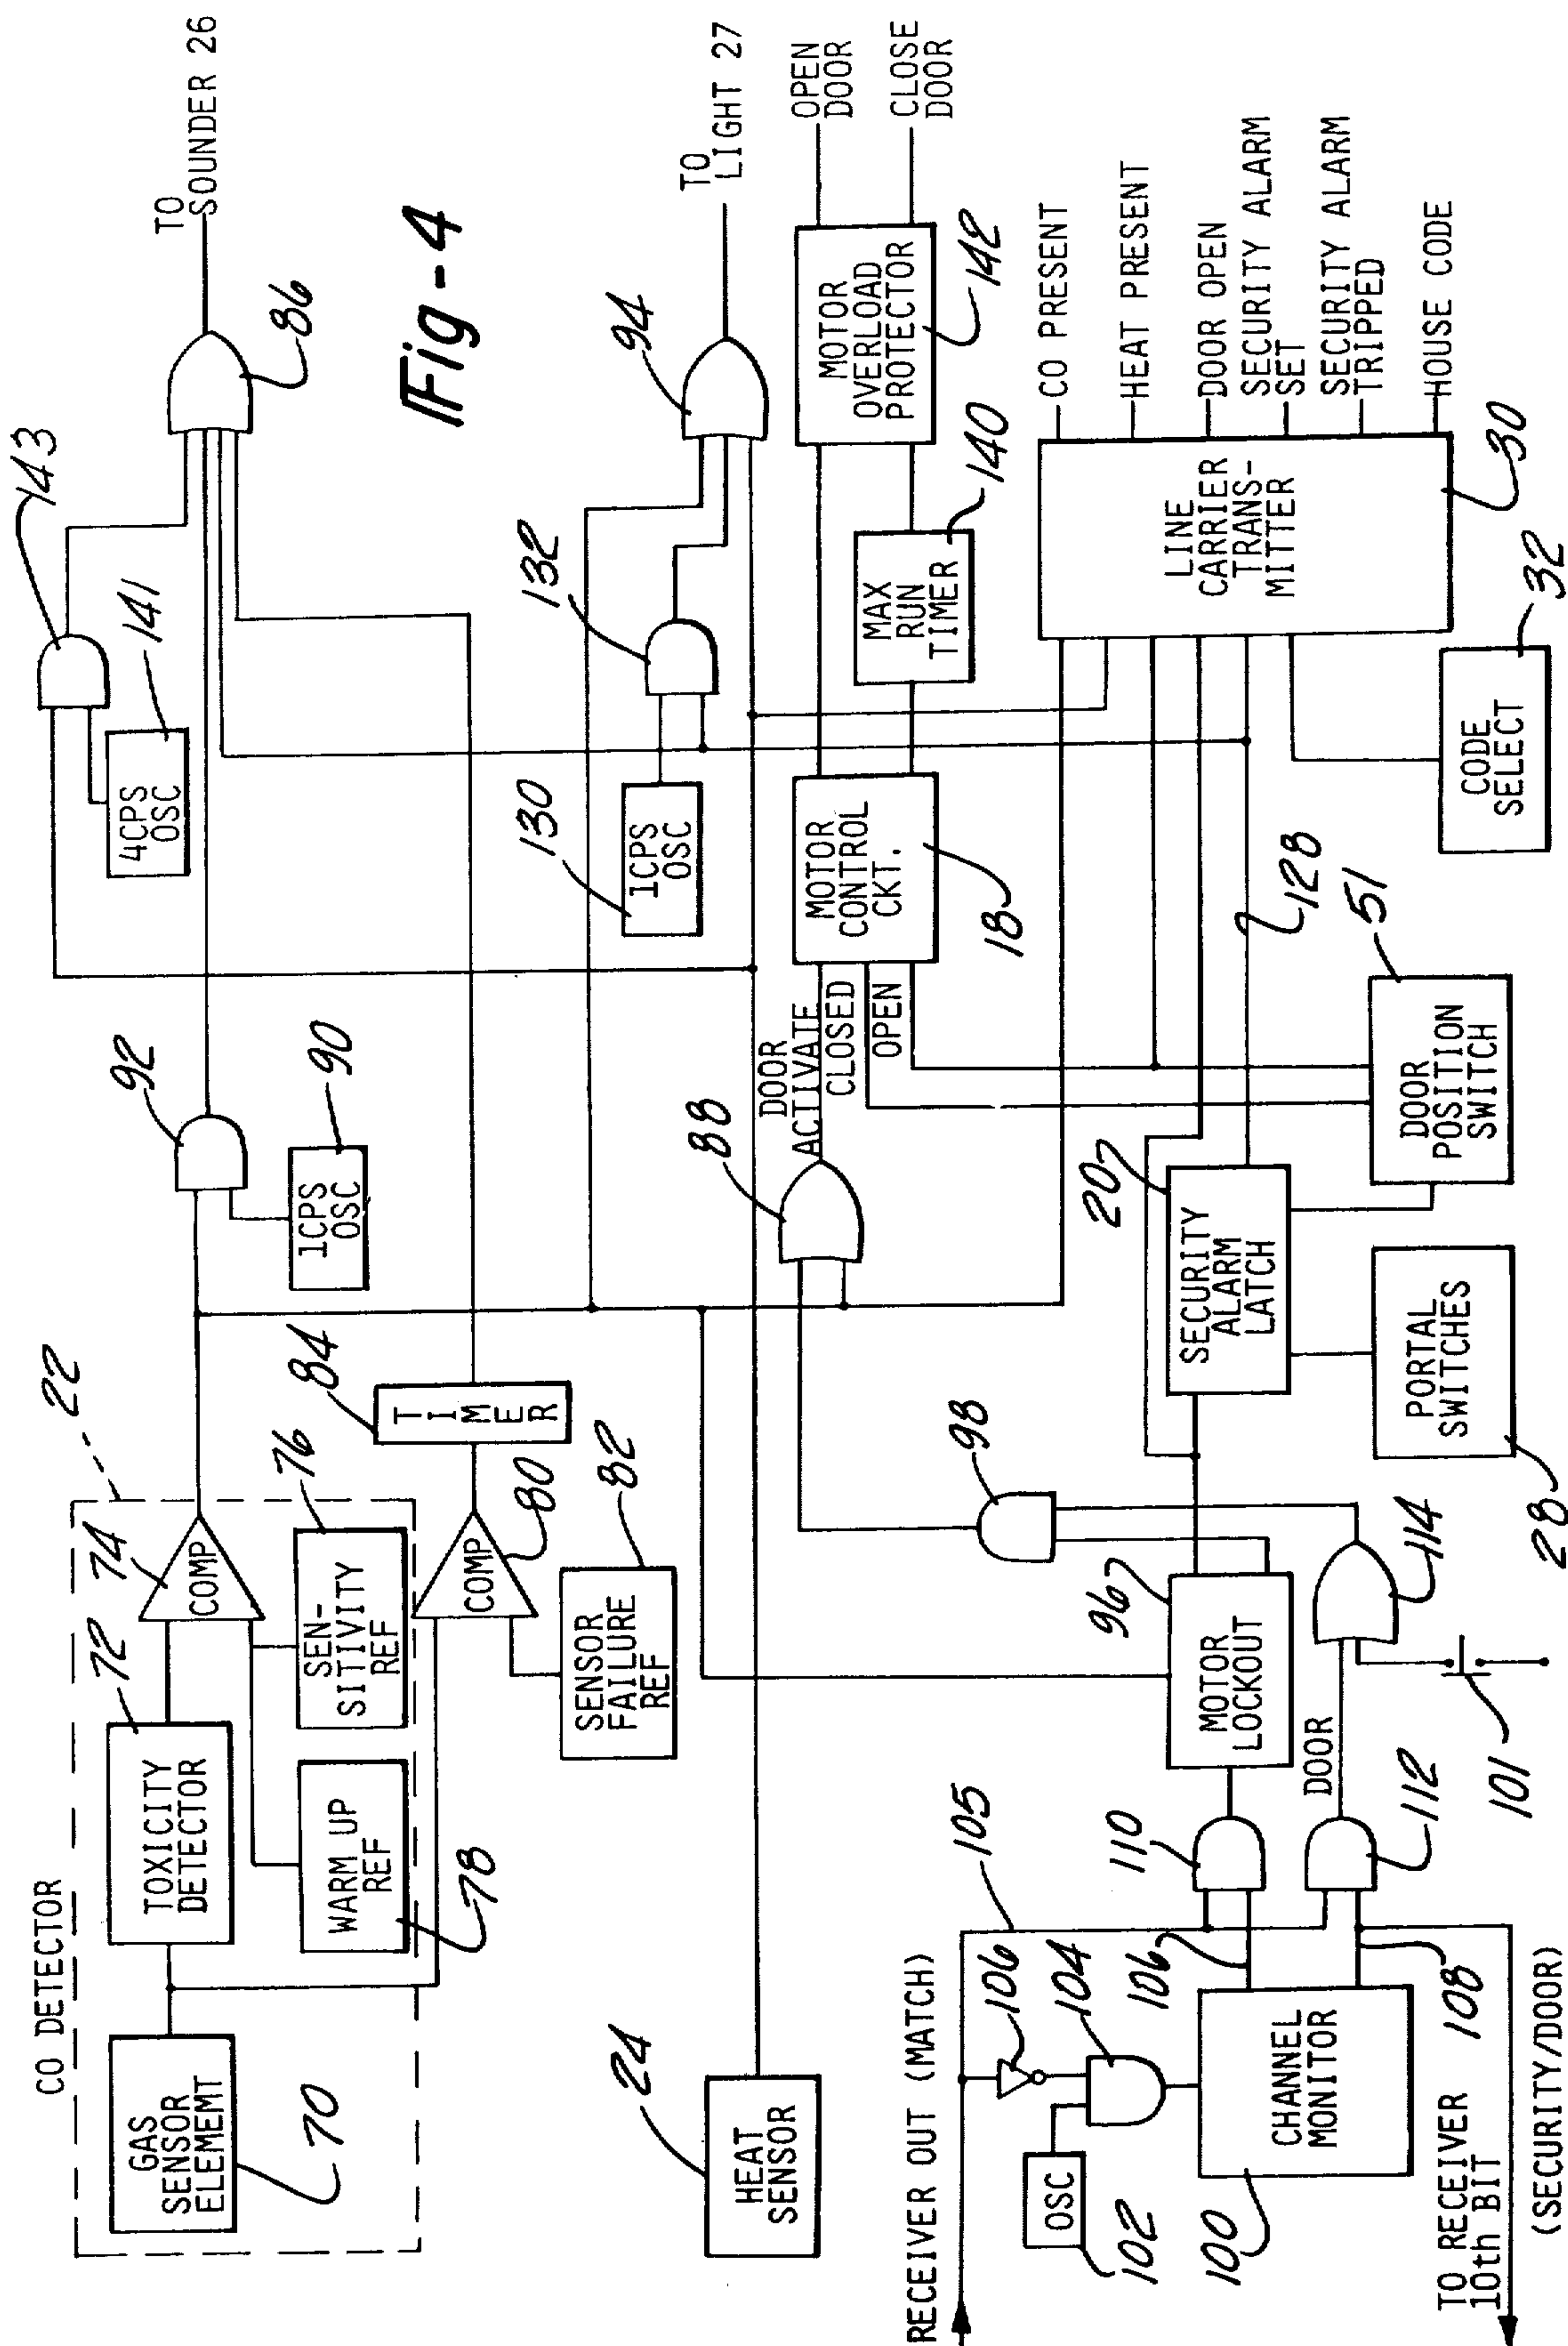 CO DETECTOR
22
GAS
SENSOR
ELEMEMT
70
TOXICITY
DETECTOR
72
COMP
74
SEN-
SITIVITY
REF
76
WARM UP
REF
78
COMP
80
SENSOR
FAILURE
REF
82
TIMER
84
1CPS
OSC
90
92
4CPS
OSC
141
143
86
TO
SOUNDER 26
Fig-4
HEAT
SENSOR
24
1CPS
OSC
130
132
94
TO
LIGHT 27
88
DOOR
ACTIVATE
CLOSED
OPEN
MOTOR
CONTROL
CKT.
18
MAX
RUN
TIMER
140
MOTOR
OVERLOAD
PROTECTOR
142
OPEN
DOOR
CLOSE
DOOR
RECEIVER OUT (MATCH)
105
106
104
OSC
102
CHANNEL
MONITOR
100
106
108
110
112
DOOR
TO RECEIVER
10th BIT
(SECURITY/DOOR)
MOTOR
LOCKOUT
96
98
114
101
SECURITY
ALARM
LATCH
20
PORTAL
SWITCHES
28
DOOR
POSITION
SWITCH
51
128
LINE
CARRIER
TRANS-
MITTER
30
CODE
SELECT
32
CO PRESENT
HEAT PRESENT
DOOR OPEN
SECURITY ALARM
SET
SECURITY ALARM
TRIPPED
HOUSE CODE